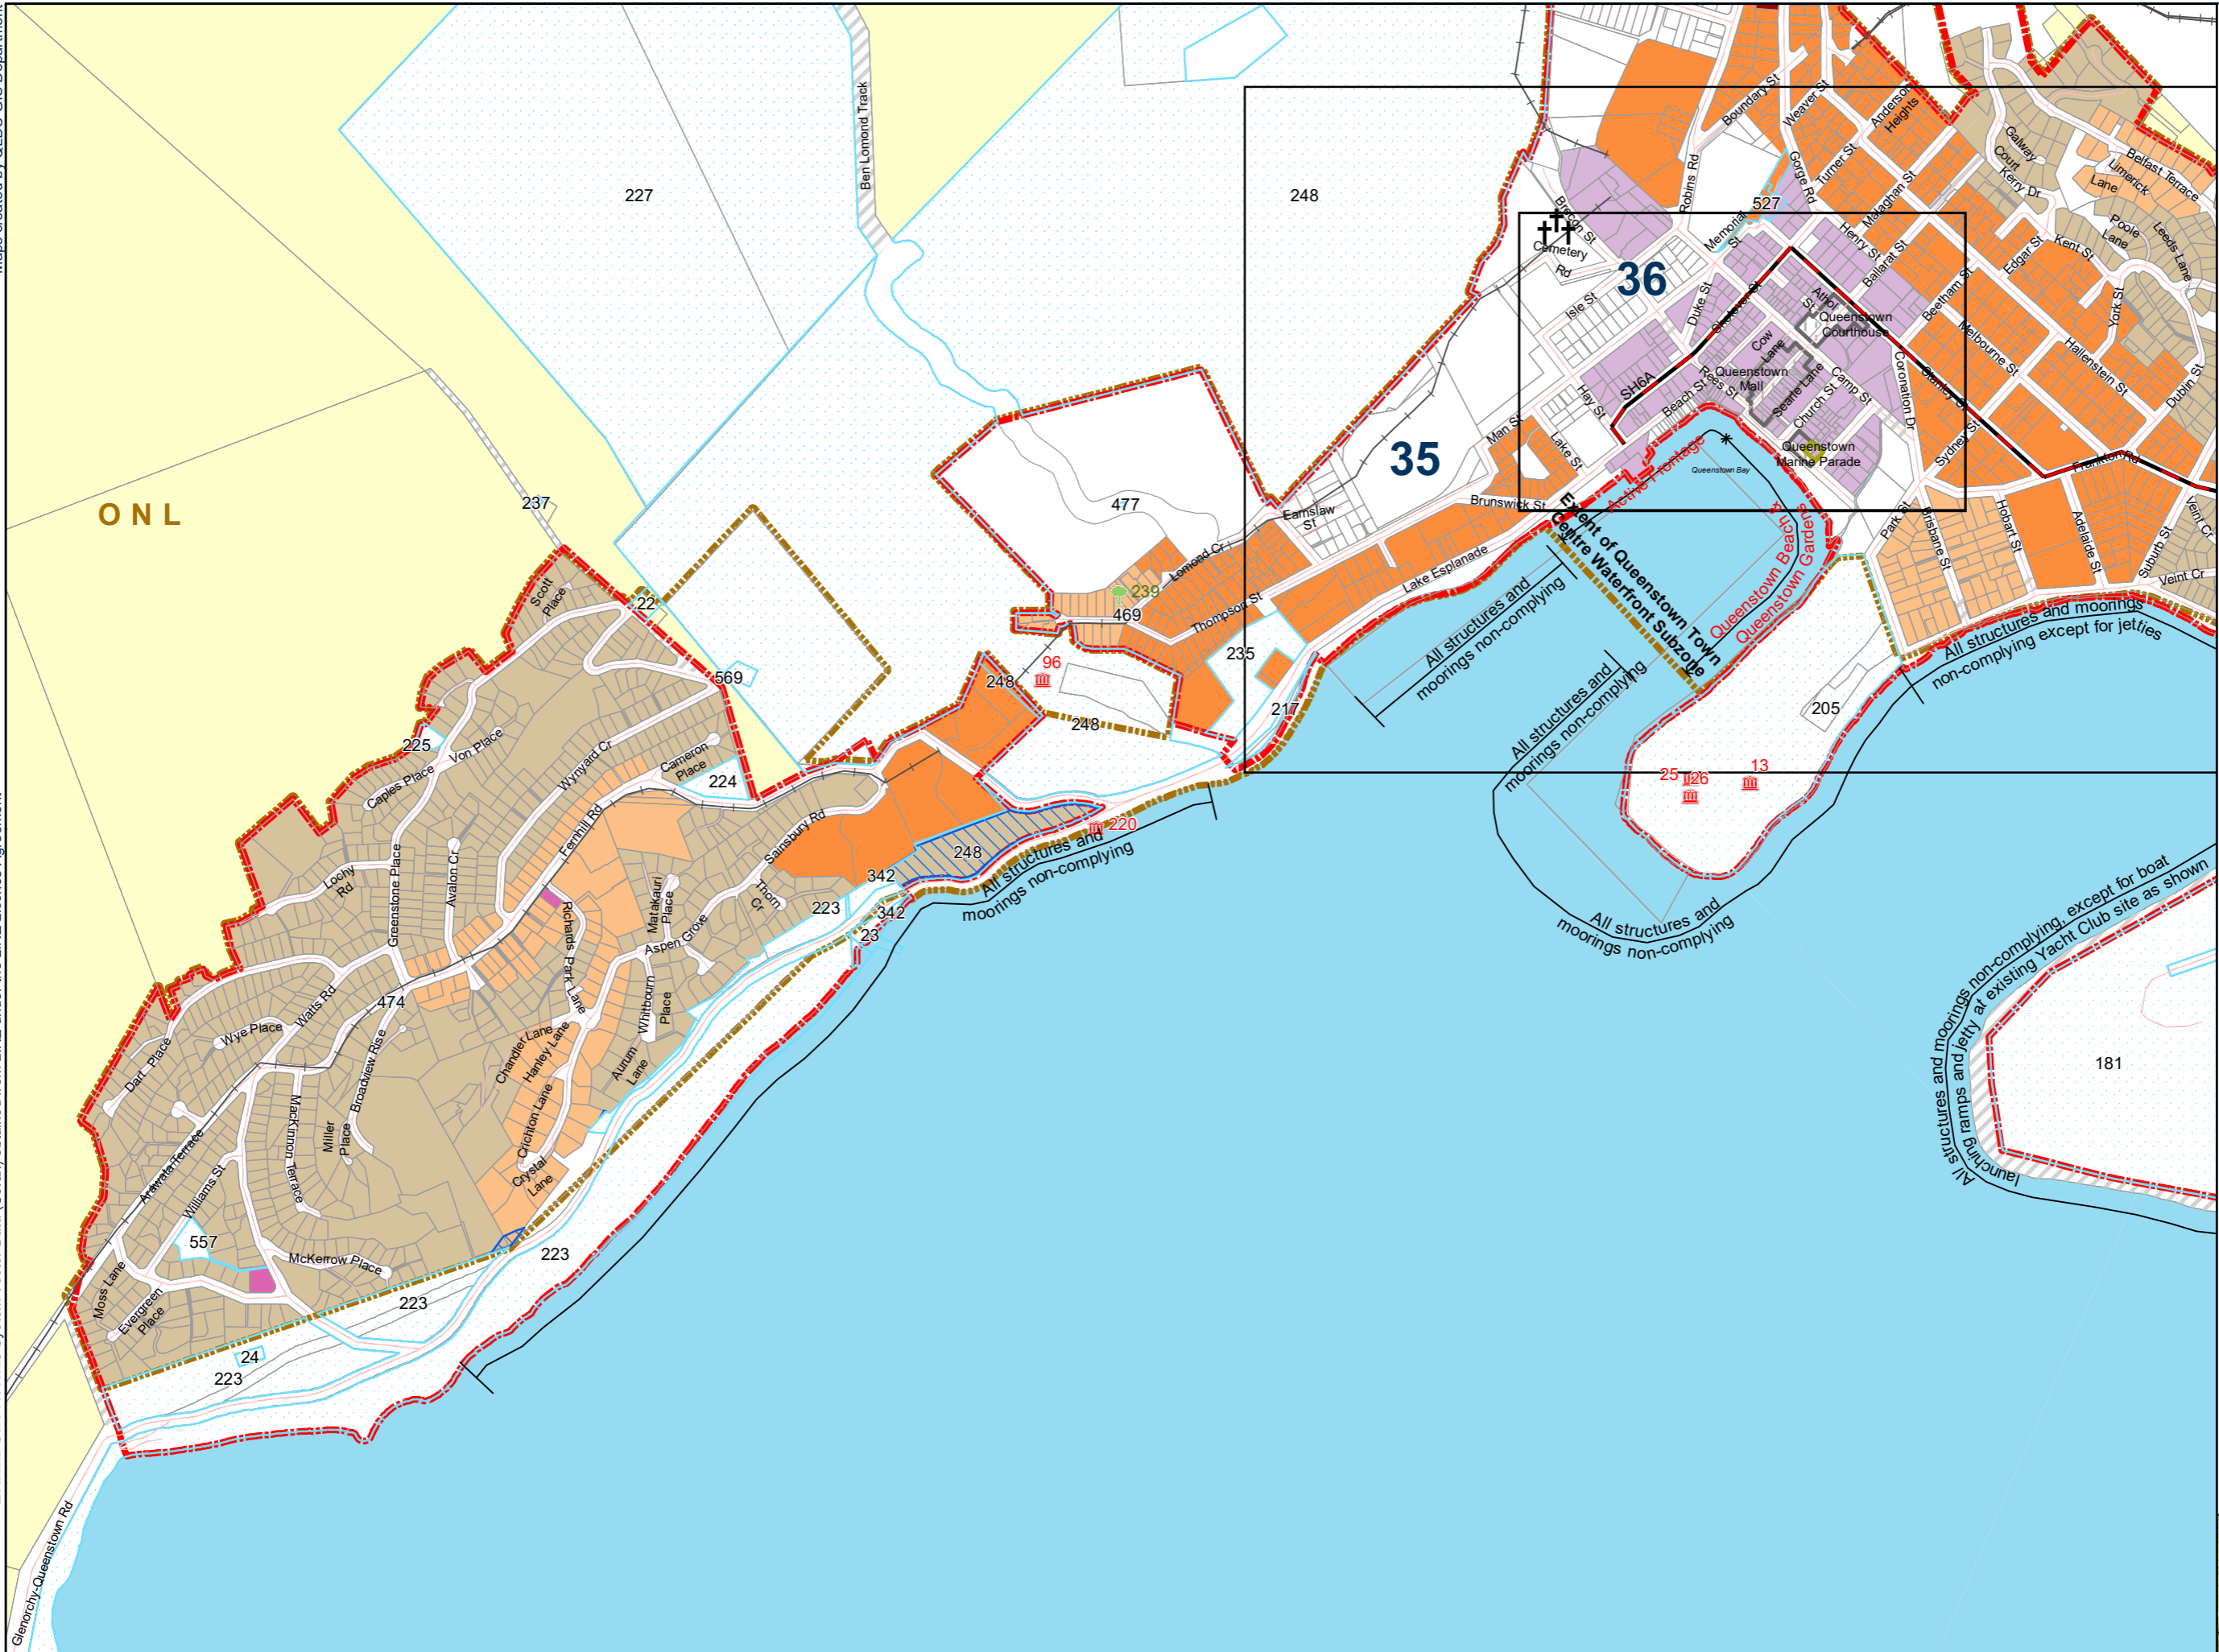 Ben Lomond Track
227
248
237
O N L
477
35
36
Boundary St
Weaver St
Anderson
Heights
Robins Rd
Gorge Rd
Turner St
Malaghan St
Galway
Court
Kerry Dr
Belfast Terrace
Limerick
Lane
Poole
Lane
Leeds Lane
527
Memorial
St
Brecon St
Cemetery
Rd
Henry St
Ballarat St
Edgar St
Kent St
Isle St
Duke St
Shotover St
Athol
St
Queenstown
Courthouse
Beetham St
York St
Cow
Lane
Melbourne St
Hallenstein St
Queenstown
Mall
SH6A
Hay St
Rees St
Beach St
Searle Lane
Camp St
Church St
Coronation Dr
Stanley St
Dublin St
Man St
Lake St
Sydney St
Queenstown
Marine Parade
Queenstown Bay
Active Frontage
Frankton Rd
Brunswick St
Earnslaw
St
Extent of Queenstown Town
Centre Waterfront Subzone
Queenstown Beach &
Queenstown Gardens
Park St
Brisbane St
Hobart St
Adelaide St
Suburb St
Veint Cr
Veint Cr
Lomond Cr
239
469
Thompson St
Lake Esplanade
All structures and
moorings non-complying
All structures and moorings
non-complying except for jetties
235
96
248
248
217
All structures and
moorings non-complying
205
25
26
13
Scott
Place
22
569
225
Von Place
Caples Place
Wynyard Cr
Cameron
Place
224
Fernhill Rd
Sainsbury Rd
220
248
All structures and
moorings non-complying
342
342
223
23
Lochy
Rd
Greenstone Place
Avalon Cr
Richards Park Lane
Matakauri
Place
Thorn
Cr
Aspen Grove
All structures and
moorings non-complying
474
Watts Rd
Wye Place
Dart Place
Broadview Rise
Chandler Lane
Hanley Lane
Whitbourn
Place
Aurum
Lane
Crichton Lane
MacKinnon Terrace
Miller
Place
Crystal
Lane
Arawata Terrace
Williams St
557
McKerrow Place
Moss Lane
Evergreen
Place
223
223
24
223
All structures and moorings non-complying, except for boat
launching ramps and jetty at existing Yacht Club site as shown
181
Glenorchy-Queenstown Rd